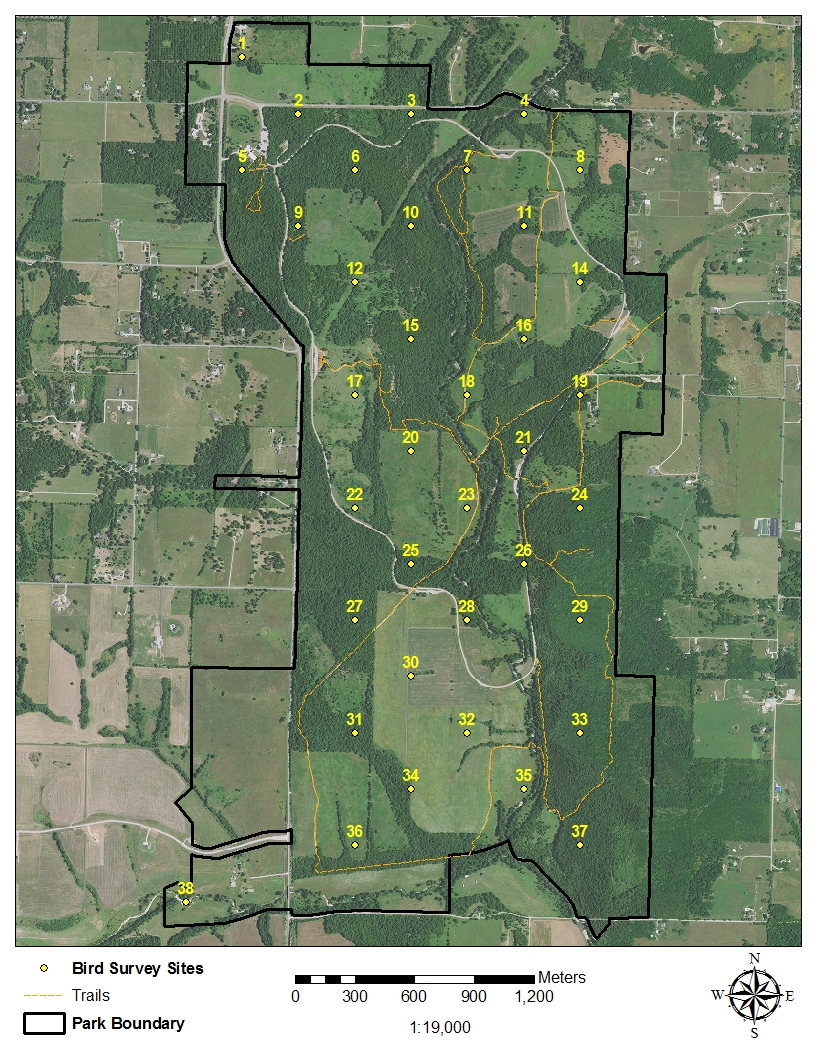 1
2 3 4
5 6 7 8
9 10 11
12 14
15 16
17 18 19
20 21
22 23 24
25 26
27 28 29
30
31 32 33
34 35
36 37
38
Bird Survey Sites
Trails
Park Boundary
Meters
0 300 600 900 1,200
1:19,000
N
W E
S